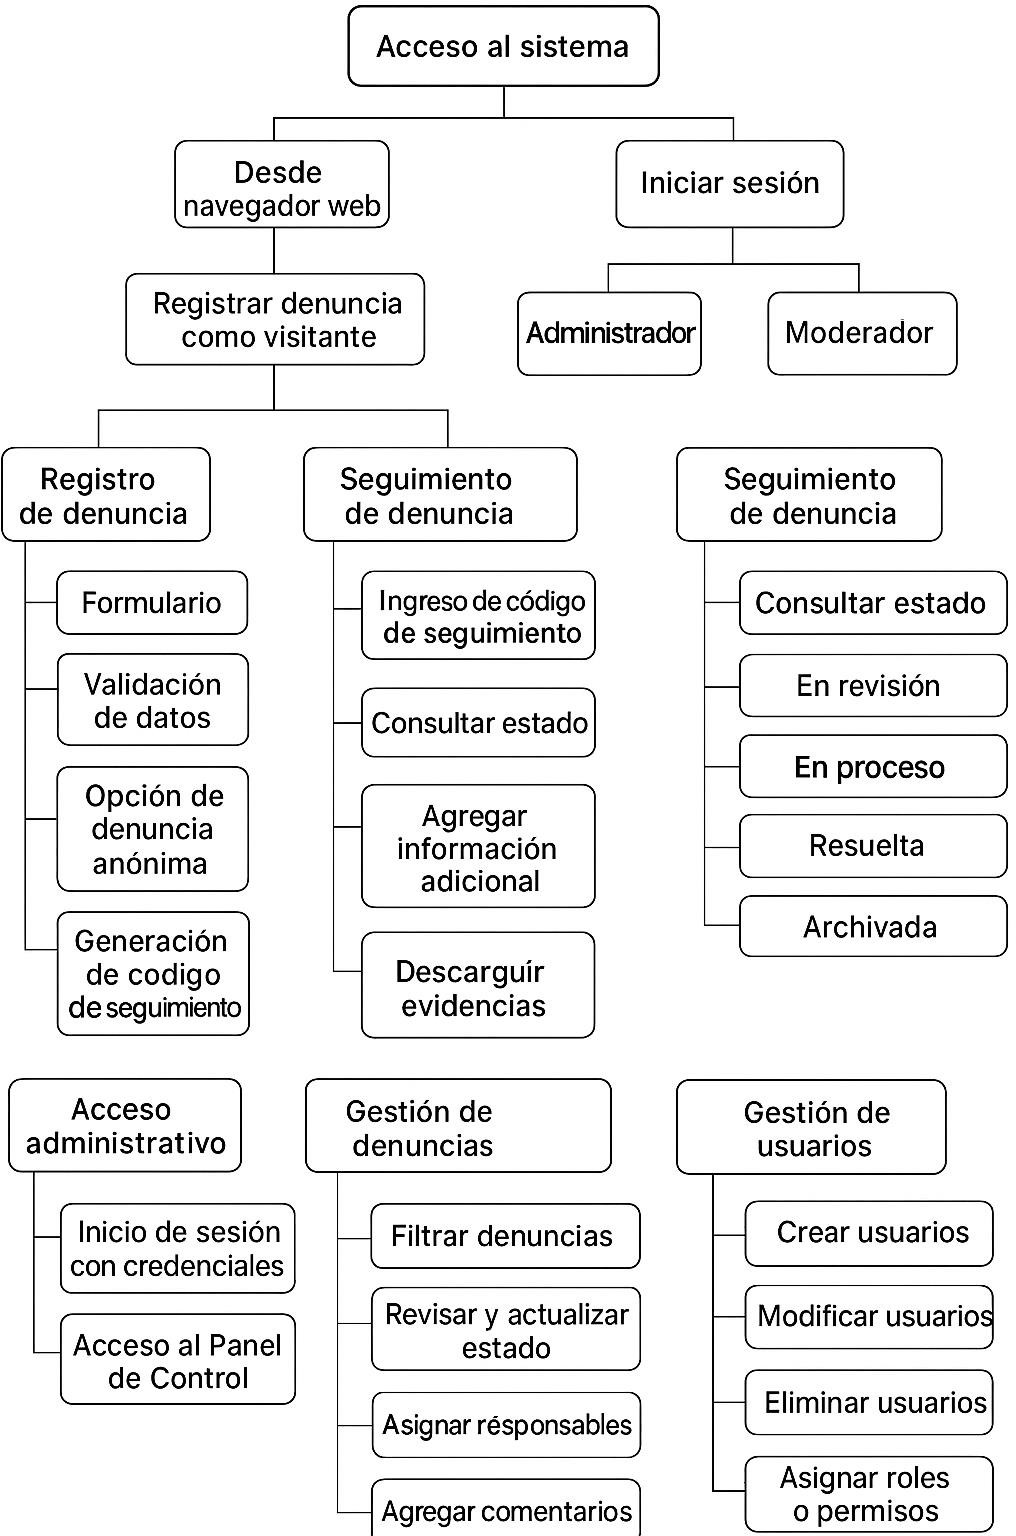 Acceso al sistema
Desde
navegador web
Iniciar sesión
Registrar denuncia
como visitante
Administrador
Moderador
Registro
de denuncia
Formulario
Validación
de datos
Opción de
denuncia
anónima
Generación
de codigo
de seguimiento
Seguimiento
de denuncia
Ingreso de código
de seguimiento
Consultar estado
Agregar
información
adicional
Descarguír
evidencias
Seguimiento
de denuncia
Consultar estado
En revisión
En proceso
Resuelta
Archivada
Acceso
administrativo
Inicio de sesión
con credenciales
Acceso al Panel
de Control
Gestión de
denuncias
Filtrar denuncias
Revisar y actualizar
estado
Asignar résponsables
Agregar comentarios
Gestión de
usuarios
Crear usuarios
Modificar usuarios
Eliminar usuarios
Asignar roles
o permisos